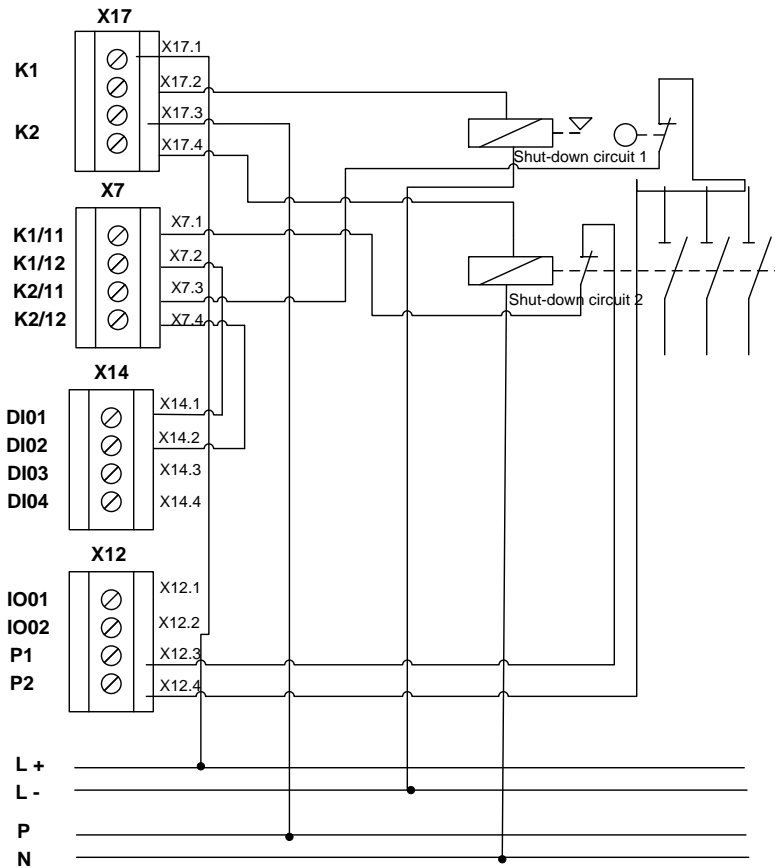 X17
X17.1
K1
X17.2
X17.3
K2
X17.4
Shut-down circuit 1
X7
X7.1
K1/11
X7.2
K1/12
X7.3
K2/11
Shut-down circuit 2
K2/12
X7.4
X14
X14.1
DI01
X14.2
DI02
X14.3
DI03
X14.4
DI04
X12
X12.1
IO01
X12.2
IO02
X12.3
P1
X12.4
P2
L +
L -
P
N